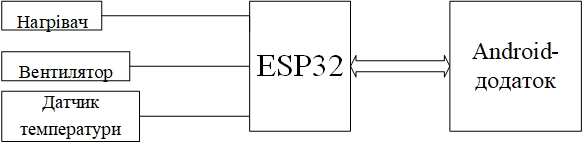 Нагрівач
Вентилятор
Датчик
температури
ESP32
Android-
додаток